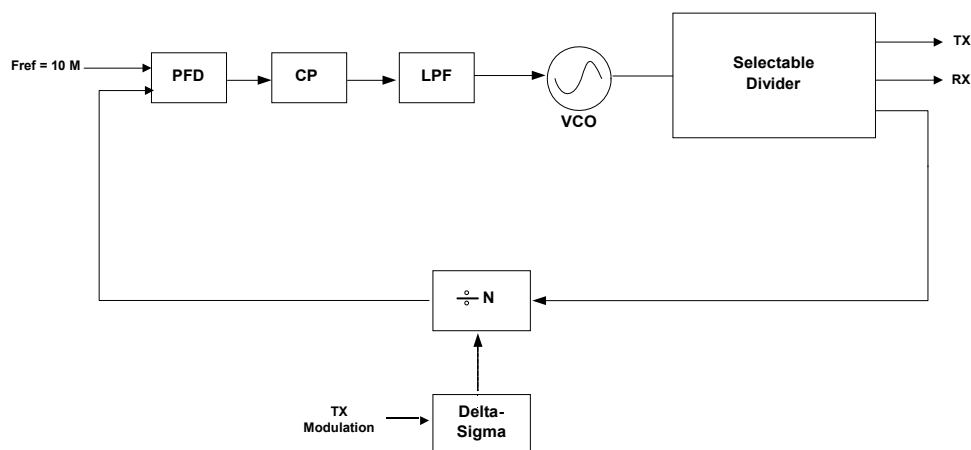 Fref = 10 M
PFD
CP
LPF
VCO
Selectable
Divider
TX
RX
÷ N
TX
Modulation
Delta-
Sigma